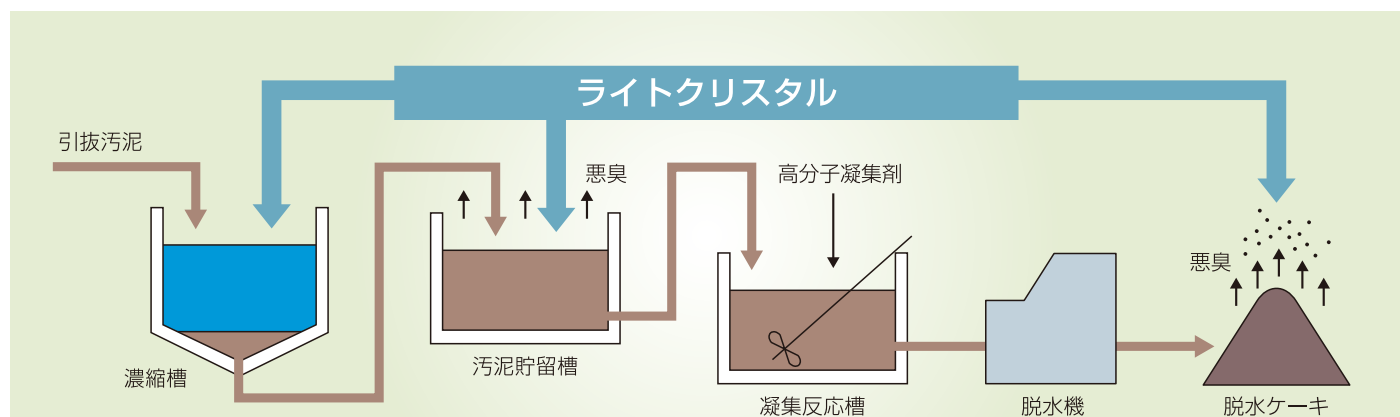 ライトクリスタル
引抜汚泥
悪臭
高分子凝集剤
悪臭
濃縮槽
汚泥貯留槽
凝集反応槽
脱水機
脱水ケーキ